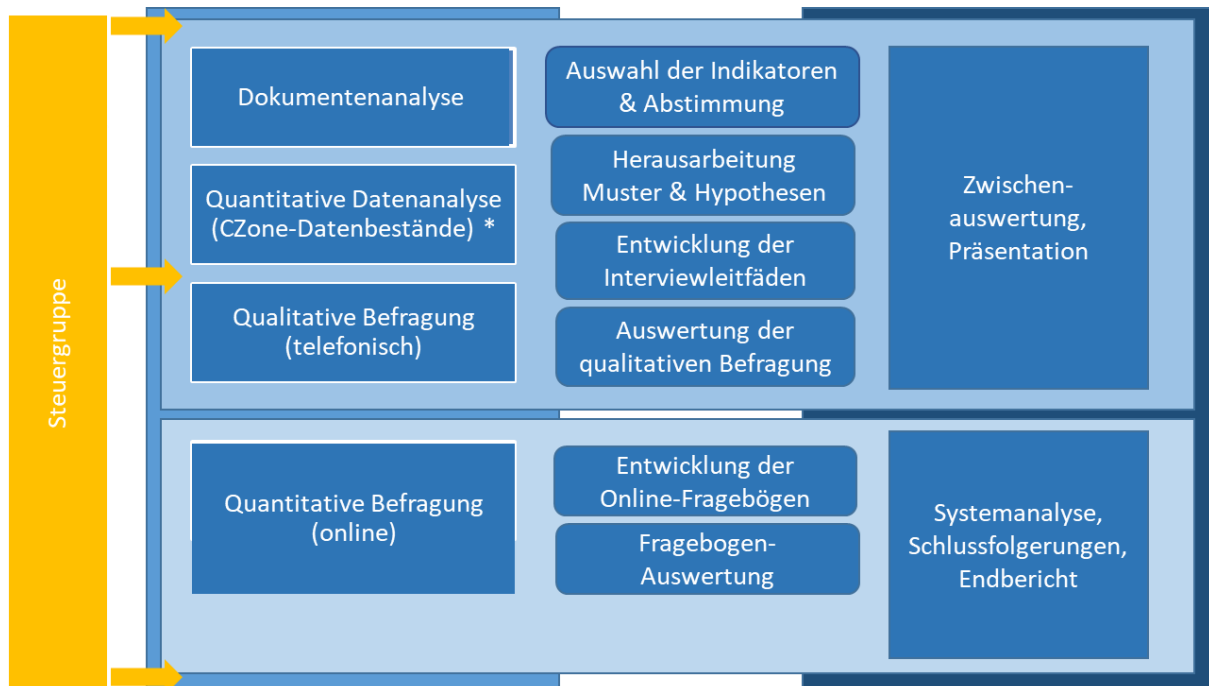 Steuergruppe
Dokumentenanalyse
Quantitative Datenanalyse
(CZone-Datenbestände) *
Qualitative Befragung
(telefonisch)
Auswahl der Indikatoren
& Abstimmung
Herausarbeitung
Muster & Hypothesen
Entwicklung der
Interviewleitfäden
Auswertung der
qualitativen Befragung
Zwischen-
auswertung,
Präsentation
Quantitative Befragung
(online)
Entwicklung der
Online-Fragebögen
Fragebogen-
Auswertung
Systemanalyse,
Schlussfolgerungen,
Endbericht